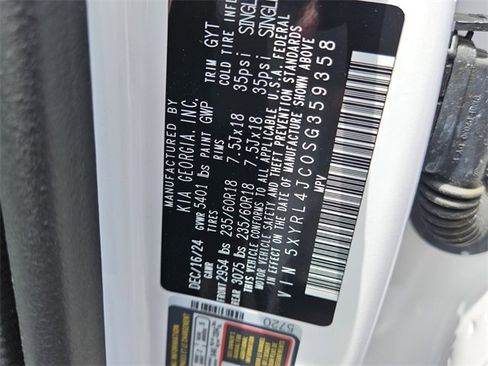 MANUFACTURED BY
KIA GEORGIA, INC.
DEC/16/24 GVWR 5401 lbs PAINT GWP TRIM GYT
GAWR TIRES RIMS COLD TIRE INFL
FRONT 2954 lbs 235/60R18 7.5Jx18 35psi SINGL
REAR 3075 lbs 235/60R18 7.5Jx18 35psi SINGL
THIS VEHICLE CONFORMS TO ALL APPLICABLE U.S.A. FEDERAL
MOTOR VEHICLE SAFETY AND THEFT PREVENTION STANDARDS
IN EFFECT ON THE DATE OF MANUFACTURE SHOWN ABOVE
VIN 5XYRL4JC0SG359358
MPV
5720